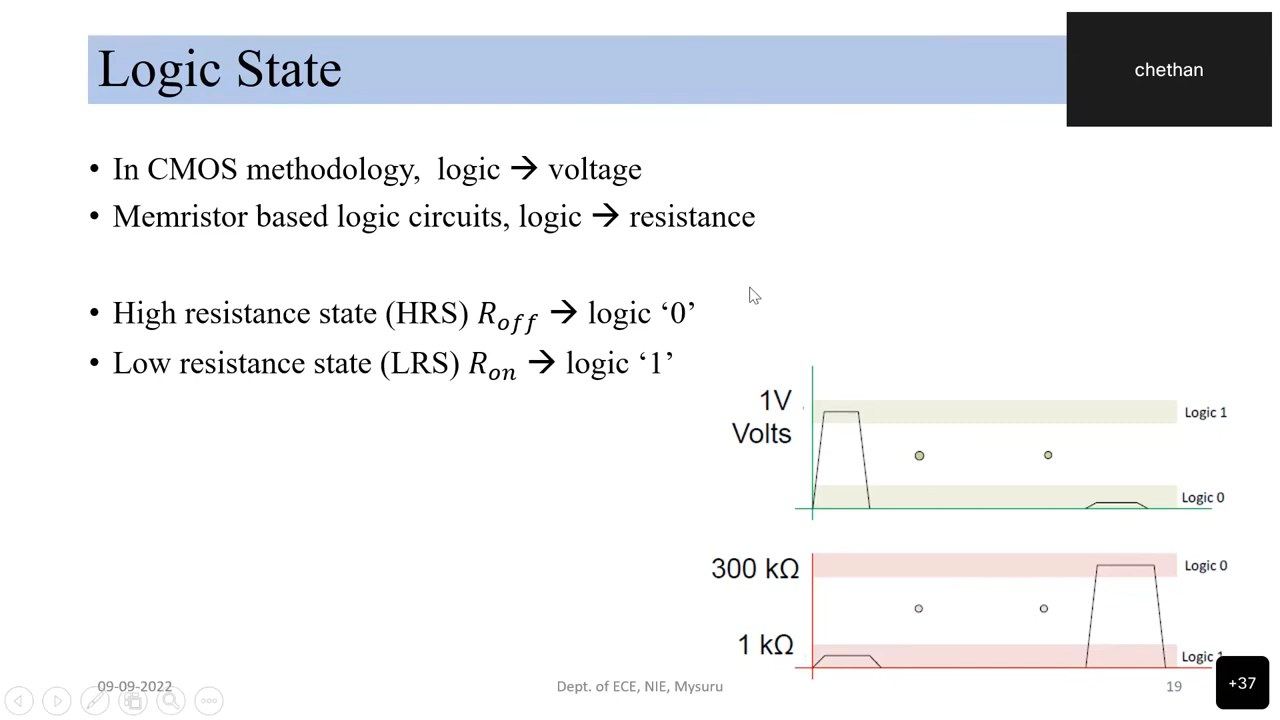 Logic State
chethan
• In CMOS methodology, logic → voltage
• Memristor based logic circuits, logic → resistance
• High resistance state (HRS) R_off → logic ‘0’
• Low resistance state (LRS) R_on → logic ‘1’
1V
Volts
Logic 1
Logic 0
300 kΩ
Logic 0
1 kΩ
Logic 1
09-09-2022
Dept. of ECE, NIE, Mysuru
19
+37